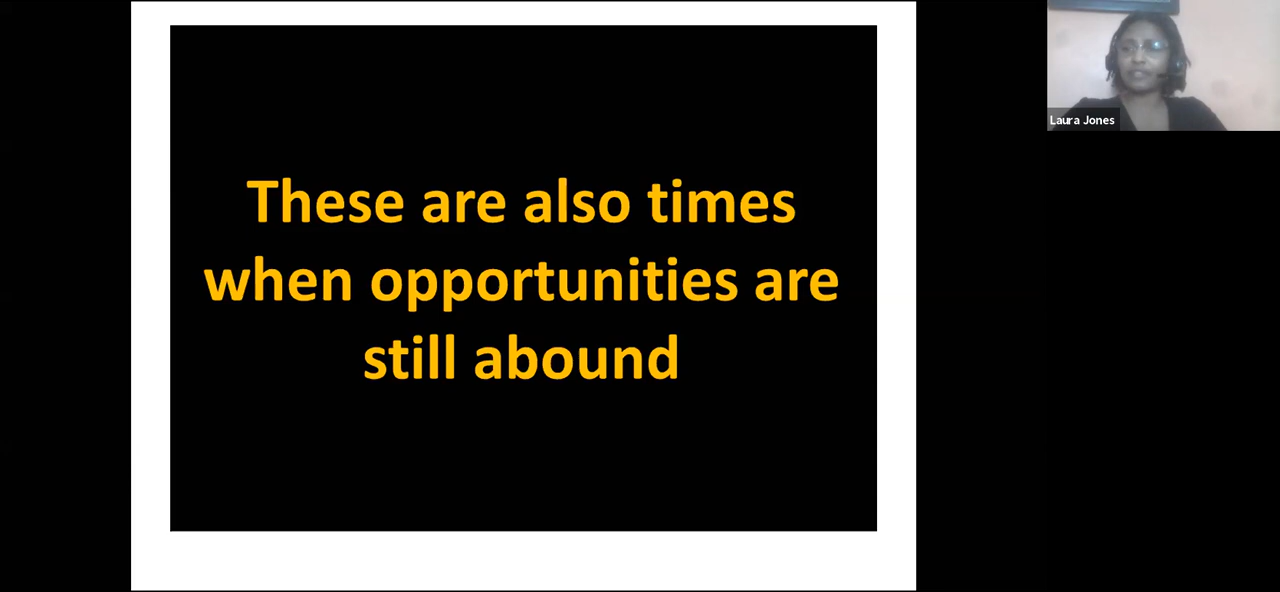 These are also times
when opportunities are
still abound
Laura Jones